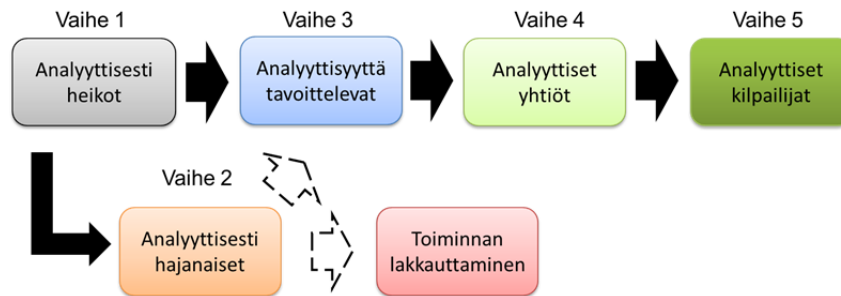 Vaihe 1
Vaihe 3
Vaihe 4
Vaihe 5
Analyyttisesti
heikot
Analyyttisyyttä
tavoittelevat
Analyyttiset
yhtiöt
Analyyttiset
kilpailijat
Vaihe 2
Analyyttisesti
hajanaiset
Toiminnan
lakkauttaminen